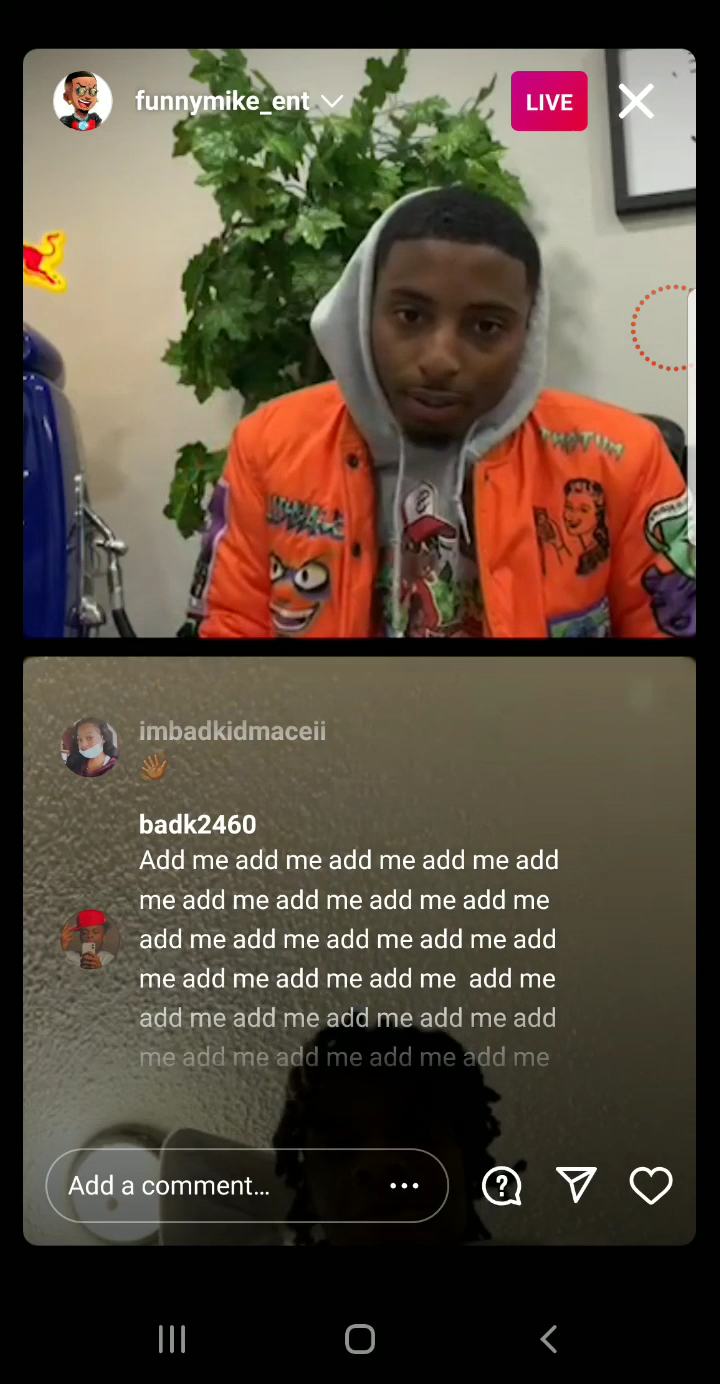 funnymike_ent
LIVE
imbadkidmaceii
badk2460
Add me add me add me add me add
me add me add me add me add me
add me add me add me add me add
me add me add me add me  add me
add me add me add me add me add
me add me add me add me add me
Add a comment...